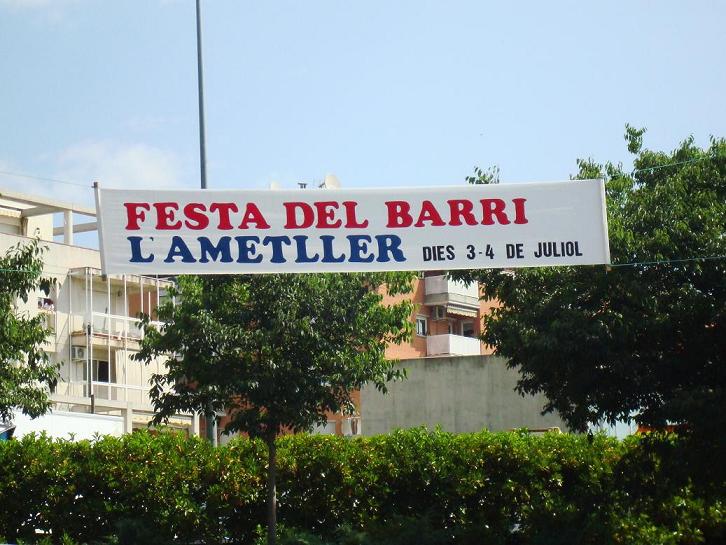 FESTA DEL BARRI
L'AMETLLER DIES 3-4 DE JULIOL